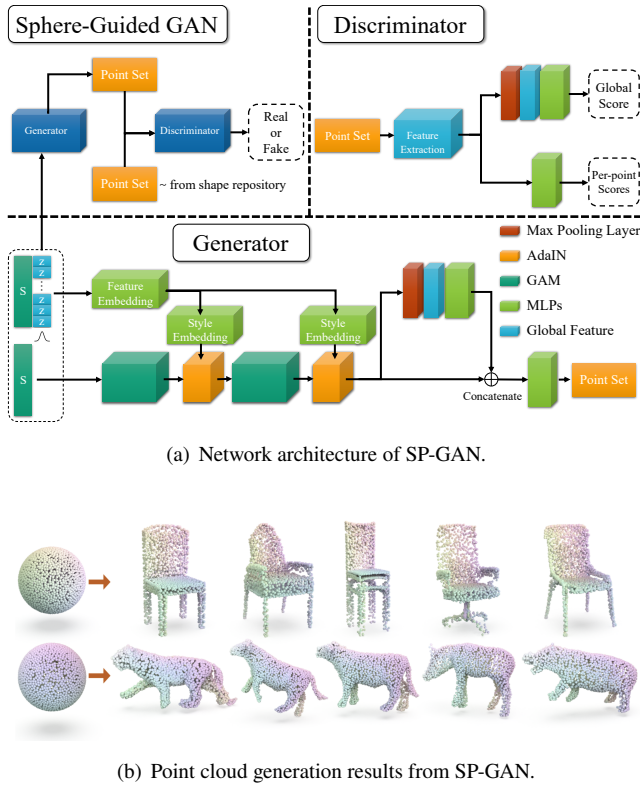 Sphere-Guided GAN
Point Set
Generator
Discriminator
Real
or
Fake
Point Set
~ from shape repository
Discriminator
Point Set
Feature
Extraction
Global
Score
Per-point
Scores
Generator
S
z
z
z
z
z
S
Feature
Embedding
Style
Embedding
Style
Embedding
Concatenate
Point Set
Max Pooling Layer
AdaIN
GAM
MLPs
Global Feature
(a) Network architecture of SP-GAN.
(b) Point cloud generation results from SP-GAN.